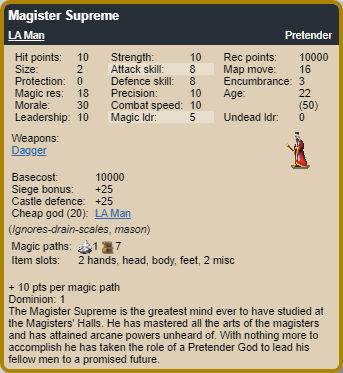 Magister Supreme
LA Man Pretender
Hit points: 10 Strength: 10 Rec points: 10000
Size: 2 Attack skill: 8 Map move: 16
Protection: 0 Defence skill: 8 Encumbrance: 3
Magic res: 18 Precision: 10 Age: 22
Morale: 30 Combat speed: 10 (50)
Leadership: 10 Magic ldr: 5 Undead ldr: 0
Weapons:
Dagger
Basecost: 10000
Siege bonus: +25
Castle defence: +25
Cheap god (20): LA Man
(Ignores-drain-scales, mason)
Magic paths: 1 7
Item slots: 2 hands, head, body, feet, 2 misc
+ 10 pts per magic path
Dominion: 1
The Magister Supreme is the greatest mind ever to have studied at
the Magisters' Halls. He has mastered all the arts of the magisters
and has attained arcane powers unheard of. With nothing more to
accomplish he has taken the role of a Pretender God to lead his
fellow men to a promised future.